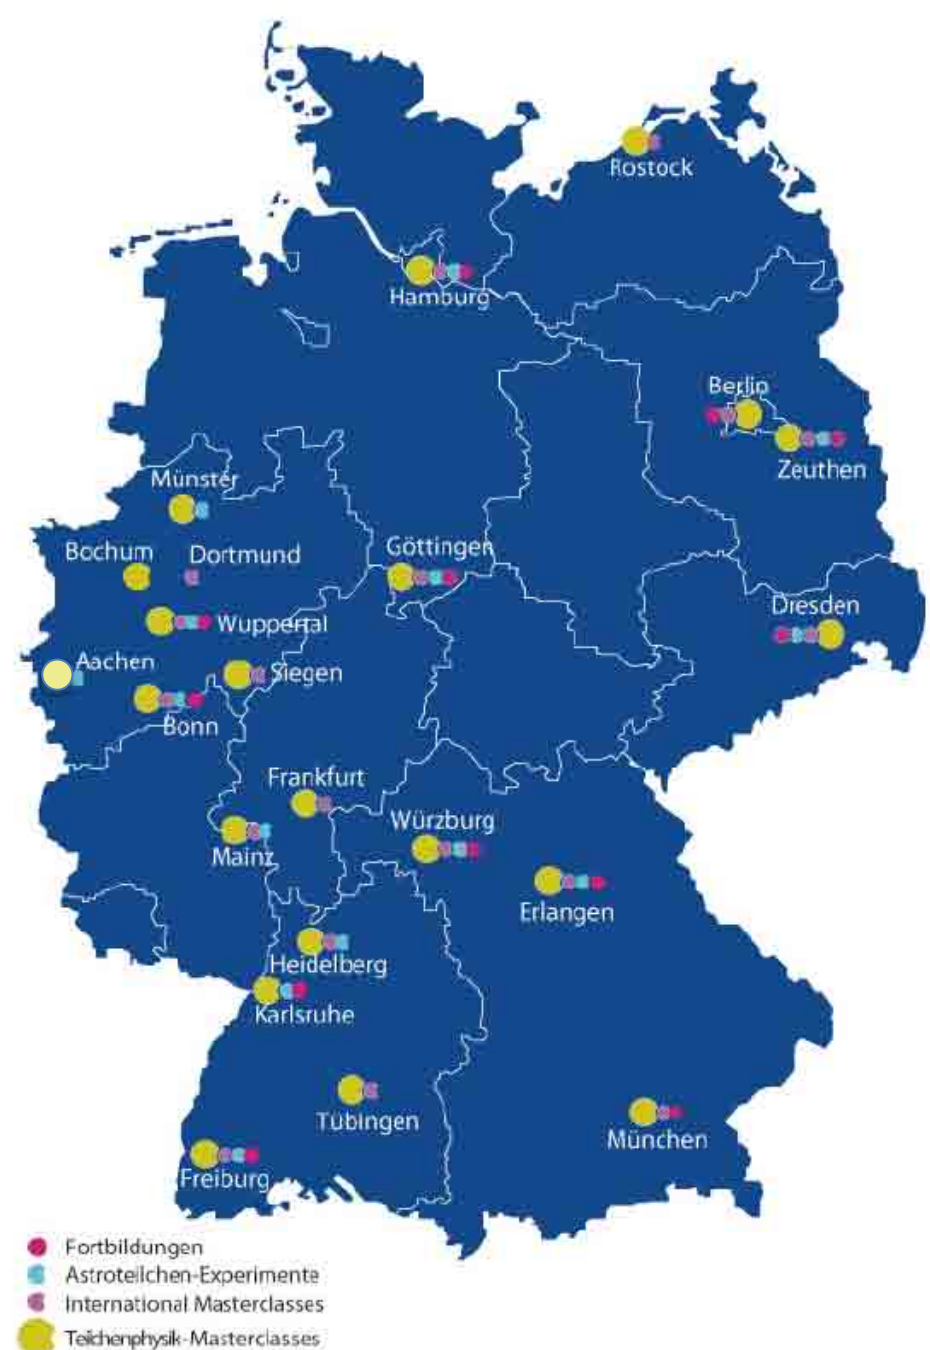 Rostock
Hamburg
Berlin
Zeuthen
Münster
Bochum
Dortmund
Göttingen
Dresden
Wuppertal
Aachen
Siegen
Bonn
Frankfurt
Würzburg
Mainz
Erlangen
Heidelberg
Karlsruhe
Tübingen
München
Freiburg
Fortbildungen
Astroteilchen-Experimente
International Masterclasses
Teichenphysik-Masterclasses